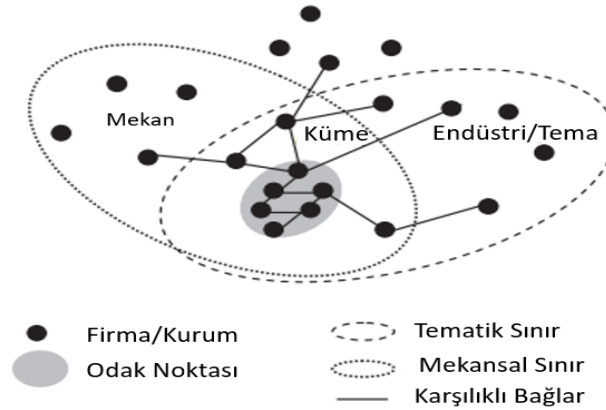 Mekan
Küme
Endüstri/Tema
Firma/Kurum
Odak Noktası
Tematik Sınır
Mekansal Sınır
Karşılıklı Bağlar